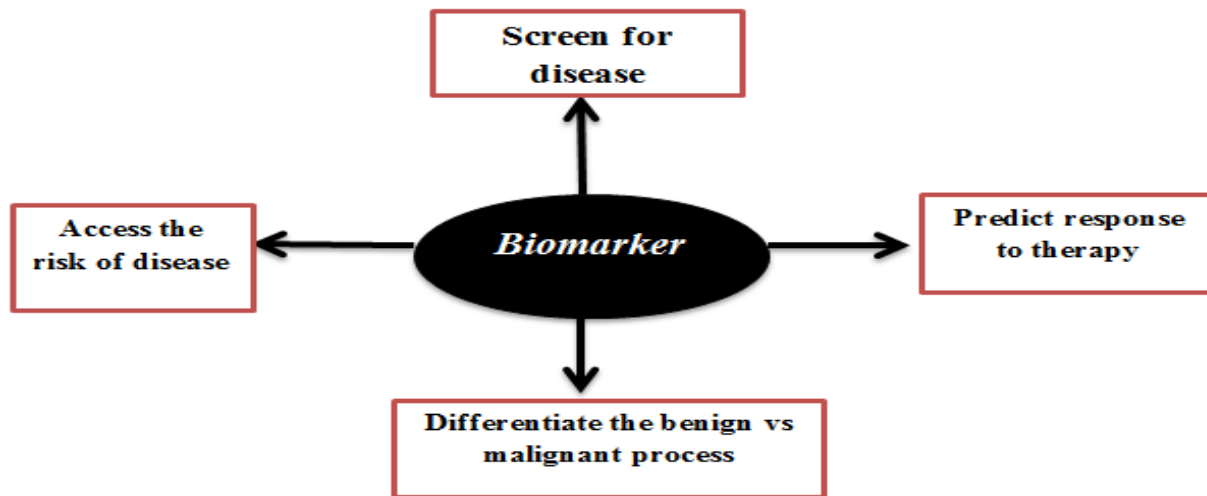 Screen for
disease
Access the
risk of disease
Biomarker
Predict response
to therapy
Differentiate the benign vs
malignant process